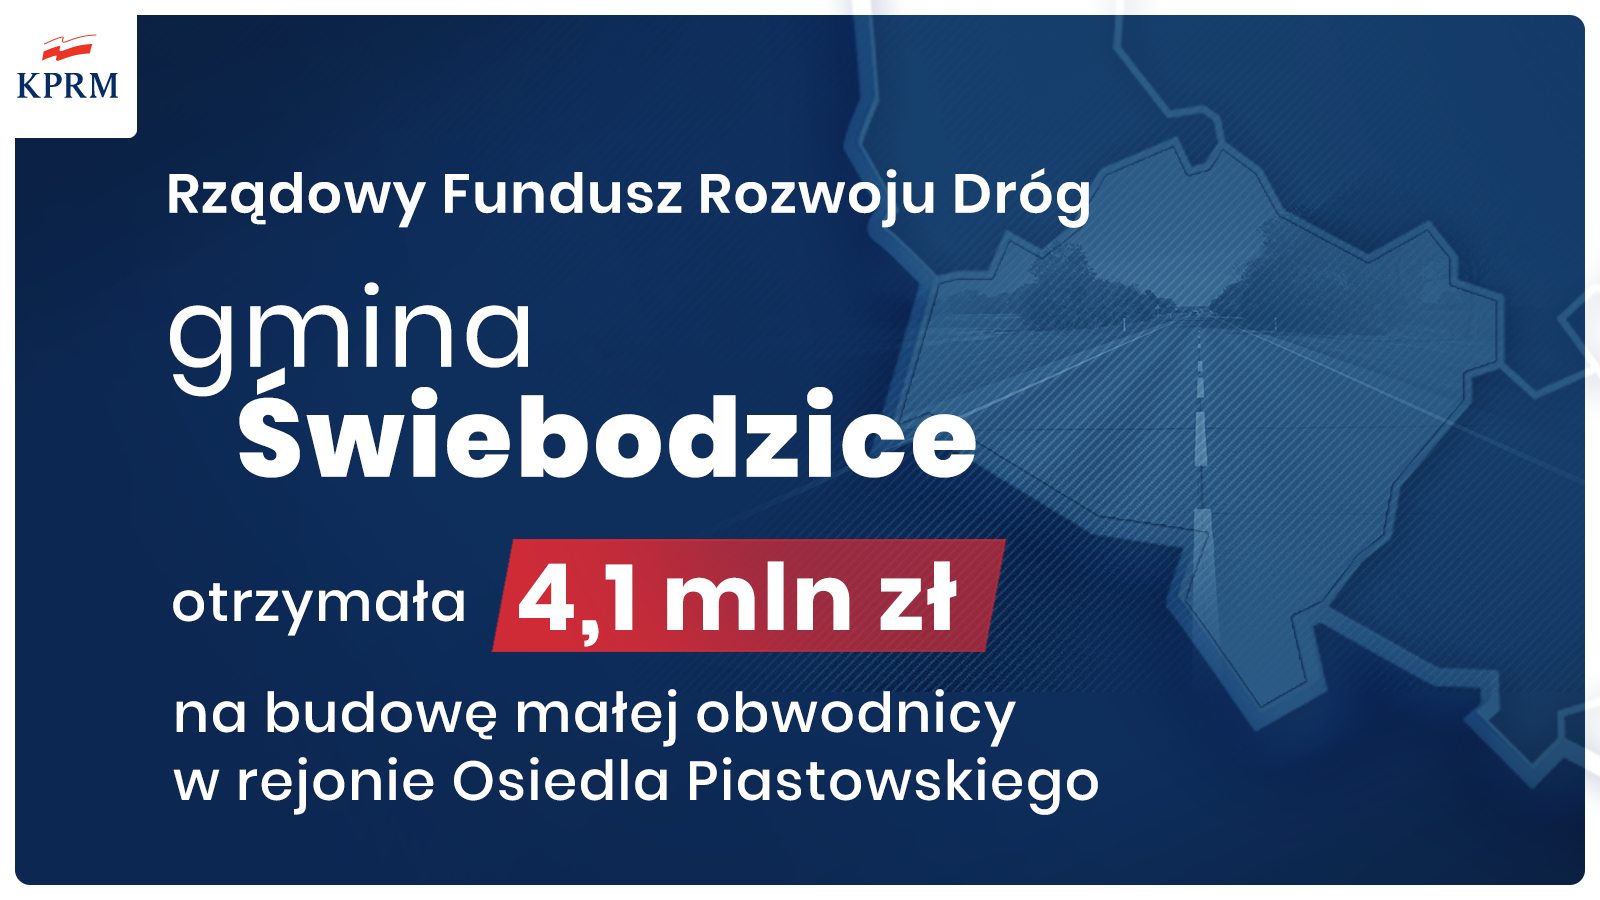 KPRM
Rządowy Fundusz Rozwoju Dróg
gmina
Świebodzice
otrzymała 4,1 mln zł
na budowę małej obwodnicy
w rejonie Osiedla Piastowskiego